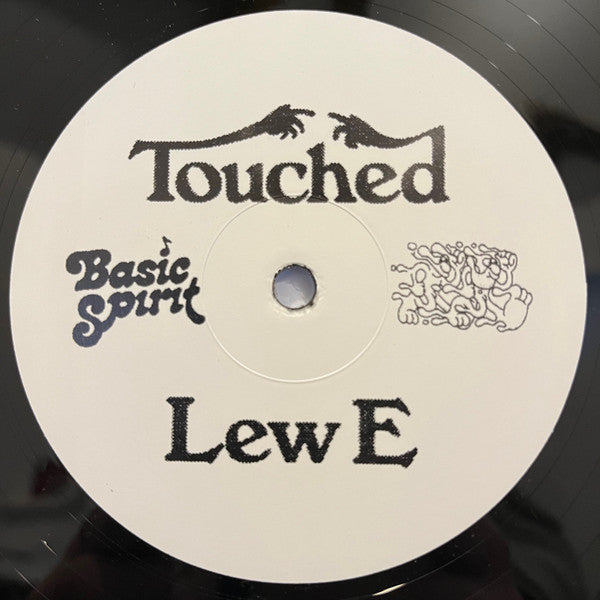 Touched
Basic
Spirit
Lew E